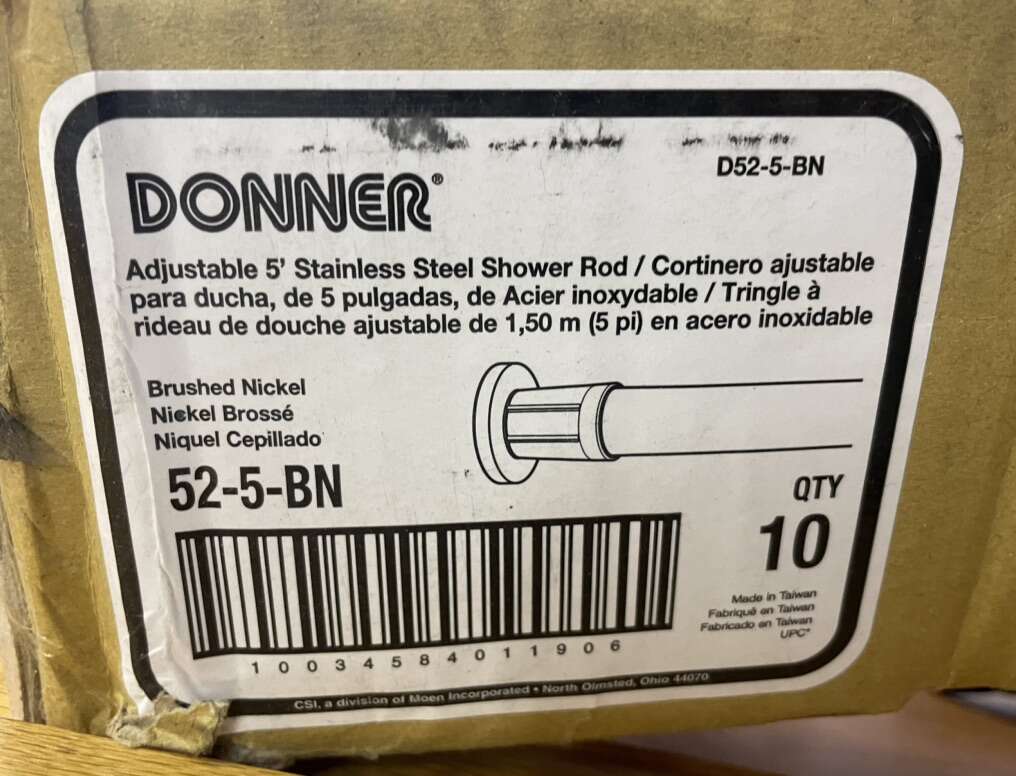 D52-5-BN
DONNER®
Adjustable 5' Stainless Steel Shower Rod / Cortinero ajustable
para ducha, de 5 pulgadas, de Acier inoxydable / Tringle à
rideau de douche ajustable de 1,50 m (5 pi) en acero inoxidable
Brushed Nickel
Nickel Brossé
Niquel Cepillado
52-5-BN
QTY
10
Made in Taiwan
Fabriqué en Taiwan
Fabricado en Taiwan
UPC*
1 0 0 3 4 5 8 4 0 1 1 9 0 6
CSI, a division of Moen Incorporated • North Olmsted, Ohio 44070